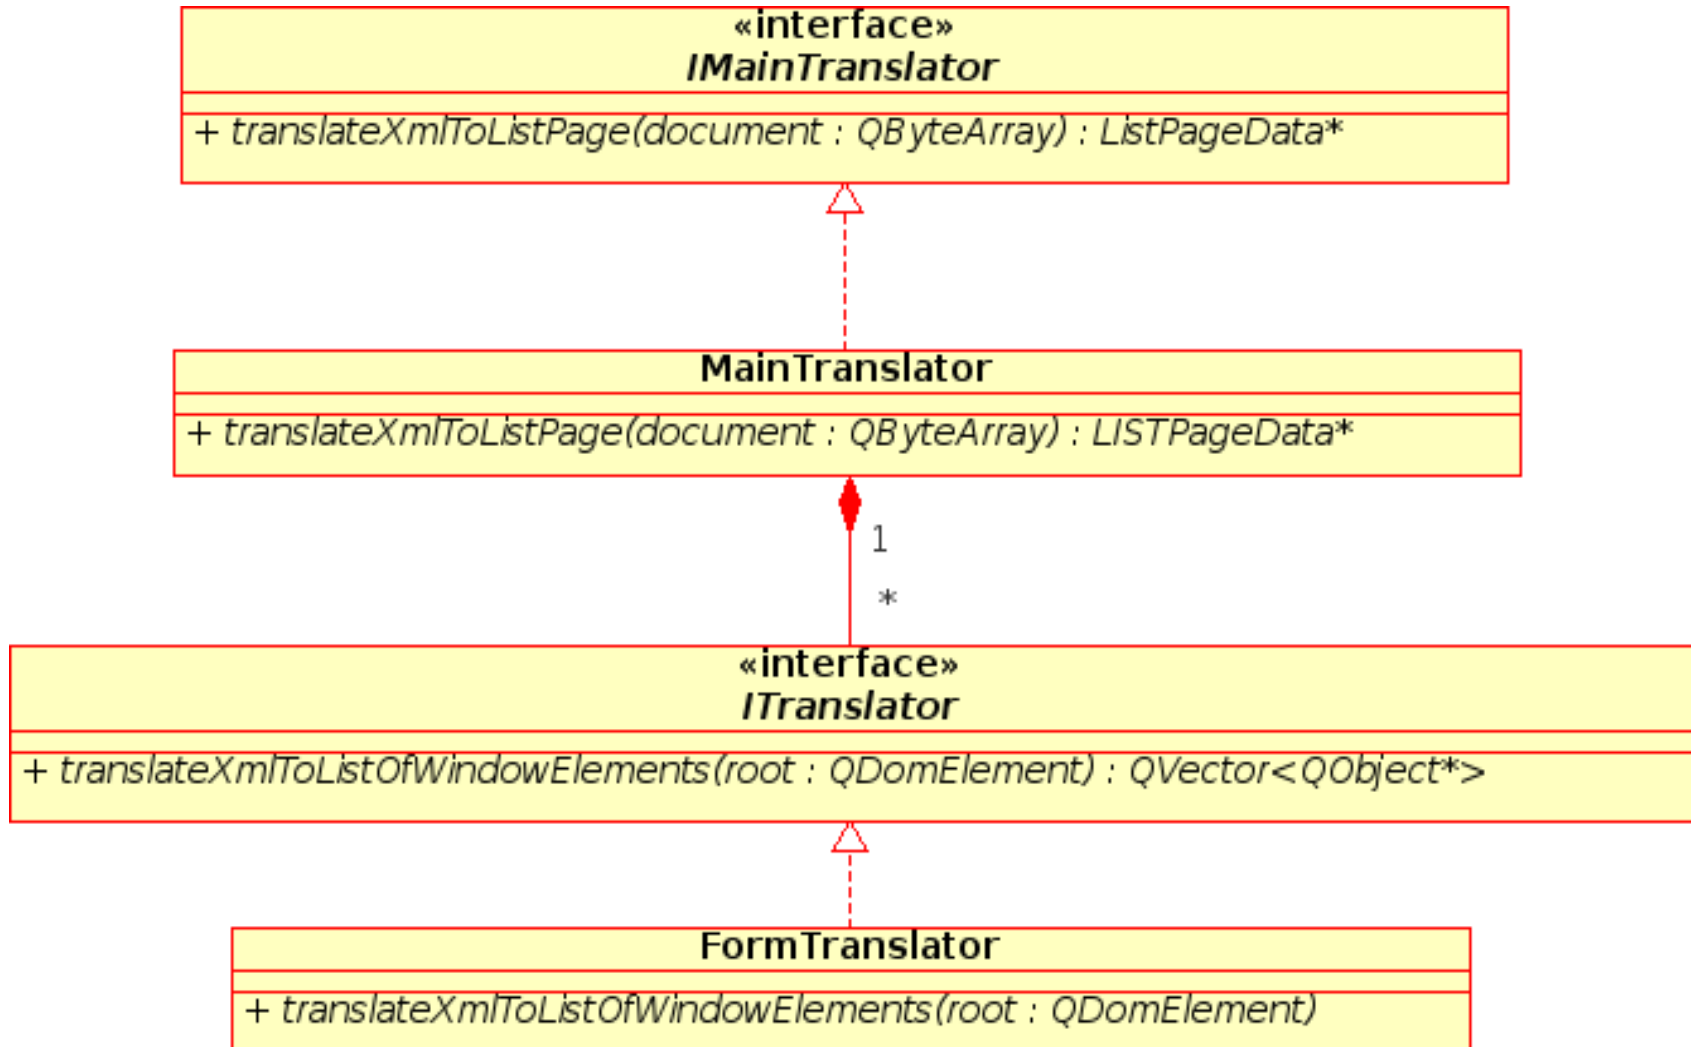 «interface»
IMainTranslator
+ translateXmlToListPage(document : QByteArray) : ListPageData*
MainTranslator
+ translateXmlToListPage(document : QByteArray) : LISTPageData*
1
*
«interface»
ITranslator
+ translateXmlToListOfWindowElements(root : QDomElement) : QVector<QObject*>
FormTranslator
+ translateXmlToListOfWindowElements(root : QDomElement)